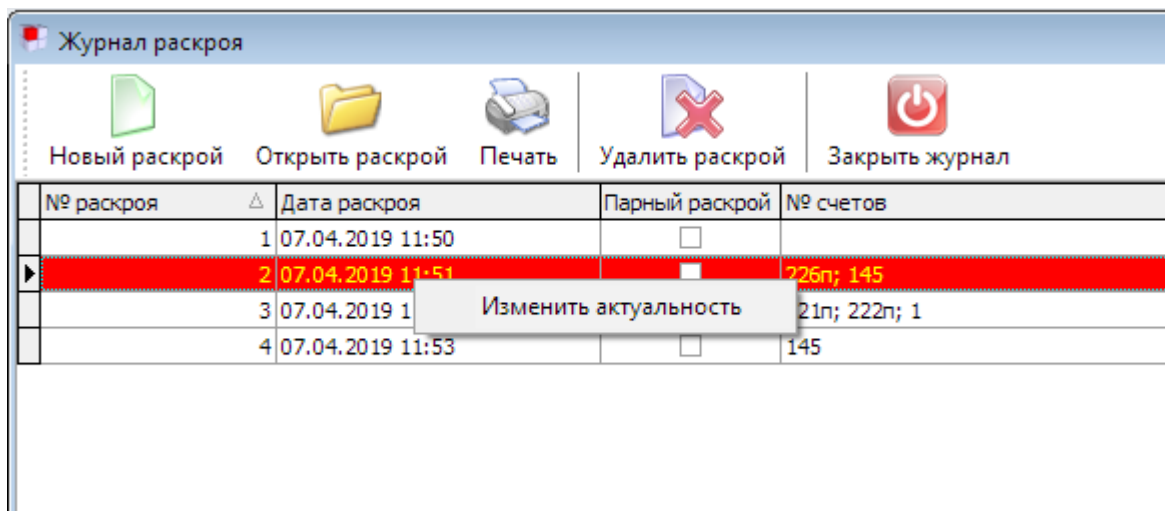 Журнал раскроя
Новый раскрой Открыть раскрой Печать Удалить раскрой Закрыть журнал
№ раскроя Дата раскроя Парный раскрой № счетов
1 07.04.2019 11:50
2 07.04.2019 11:51 226п; 145
Изменить актуальность
3 07.04.2019 21п; 222п; 1
4 07.04.2019 11:53 145